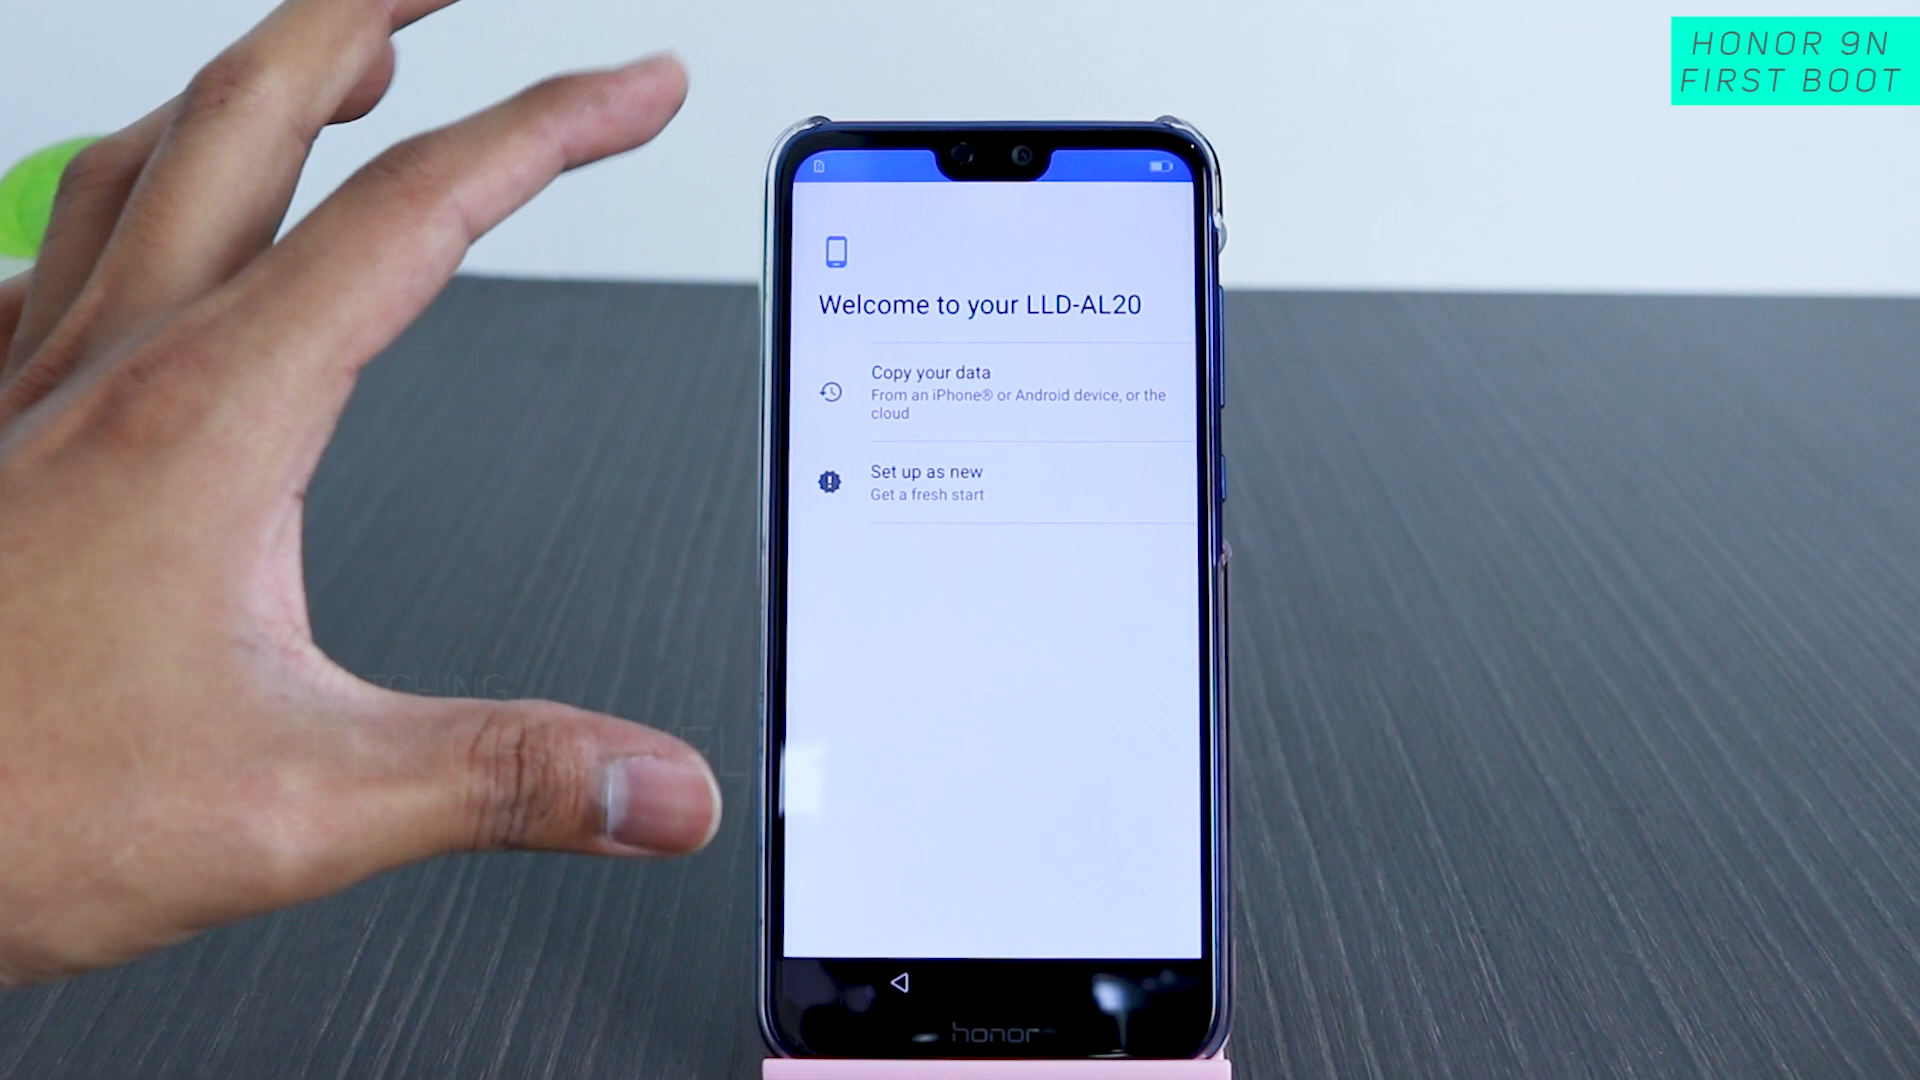 HONOR 9N
FIRST BOOT
Welcome to your LLD-AL20
Copy your data
From an iPhone® or Android device, or the
cloud
Set up as new
Get a fresh start
honor